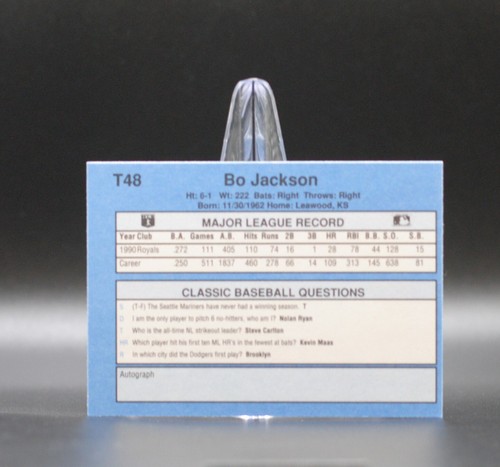 T48 Bo Jackson
Ht: 6-1 Wt: 222 Bats: Right Throws: Right
Born: 11/30/1962 Home: Leawood, KS
MAJOR LEAGUE RECORD
Year Club B.A. Games A.B. Hits Runs 2B 3B HR RBI B.B. S.O. S.B.
1990 Royals .272 111 405 110 74 16 1 28 78 44 128 15
Career .250 511 1837 460 278 66 14 109 313 145 638 81
CLASSIC BASEBALL QUESTIONS
(T-F) The Seattle Mariners have never had a winning season. T
I am the only player to pitch 6 no-hitters, who am I? Nolan Ryan
T Who is the all-time NL strikeout leader? Steve Carlton
HR Which player hit his first ten ML HR's in the fewest at bats? Kevin Maas
In which city did the Dodgers first play? Brooklyn
Autograph